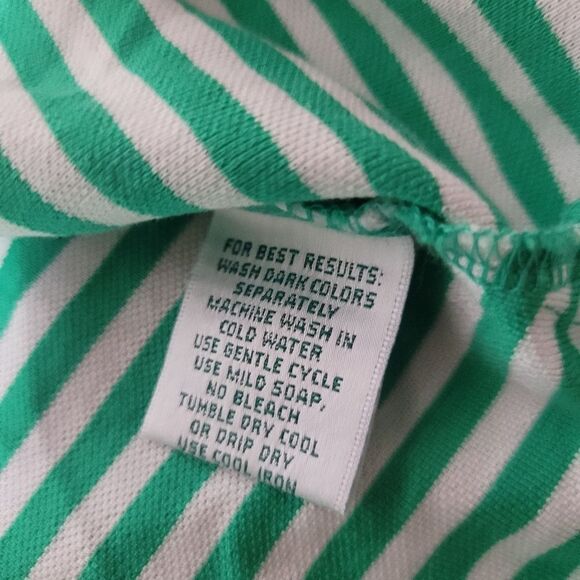 FOR BEST RESULTS:
WASH DARK COLORS
SEPARATELY
MACHINE WASH IN
COLD WATER
USE GENTLE CYCLE
USE MILD SOAP,
NO BLEACH
TUMBLE DRY COOL
OR DRIP DRY
USE COOL IRON